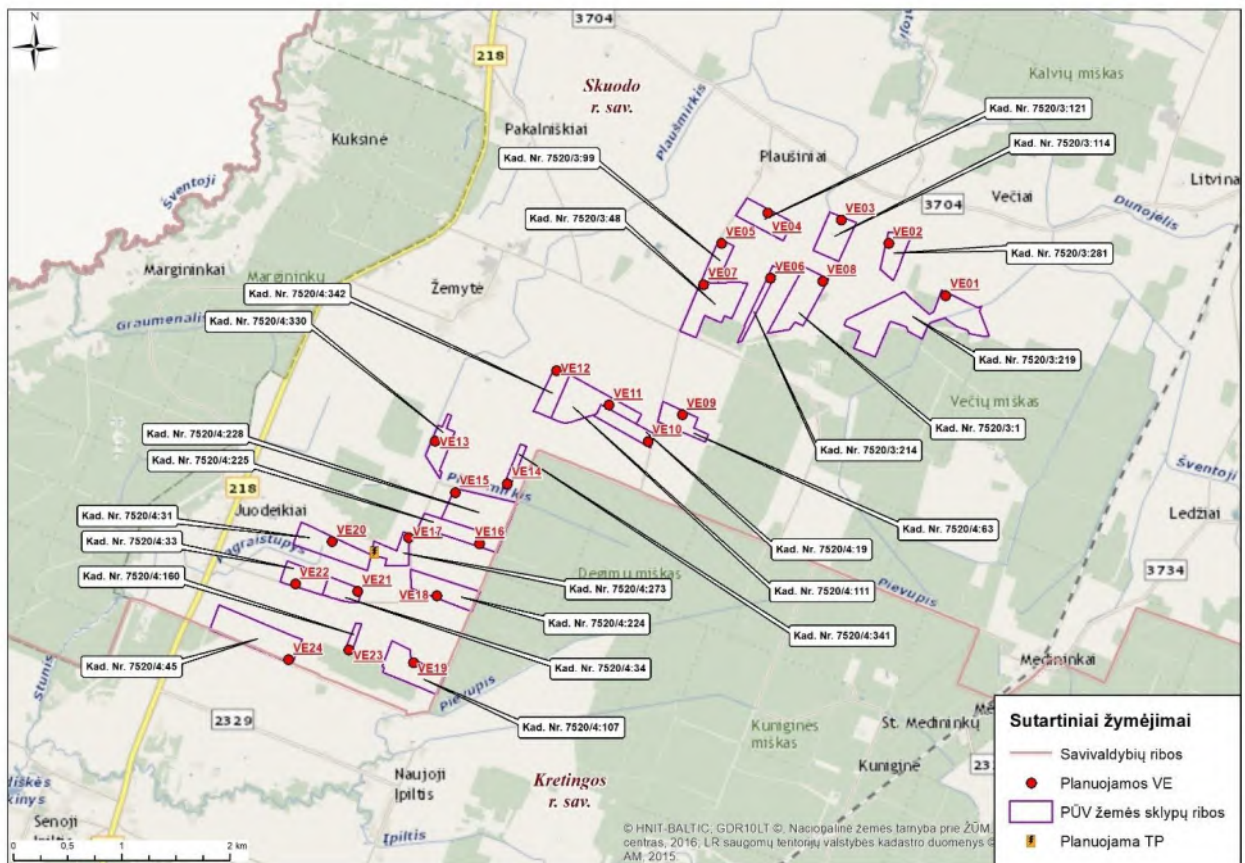 N
3704
218
Kalvių miškas
Skuodo
r. sav.
Kad. Nr. 7520/3:121
Kuksinė
Pakalniškiai
Plaušmirkis
Kad. Nr. 7520/3:114
Kad. Nr. 7520/3:99
Plaušiniai
Večiai
Litvina
Šventoji
Kad. Nr. 7520/3:48
VE03
3704
Dunojėlis
VE04
VE05
VE02
Margininkai
Margininkų
Kad. Nr. 7520/3:281
Žemytė
VE07
VE06
VE08
VE01
Kad. Nr. 7520/4:342
Graumenalis
Kad. Nr. 7520/4:330
Kad. Nr. 7520/3:219
VE12
VE11
VE09
Večių miškas
Kad. Nr. 7520/3:1
Kad. Nr. 7520/4:228
VE13
VE10
Kad. Nr. 7520/3:214
Kad. Nr. 7520/4:225
Šventoji
218
VE15
VE14
Juodeikiai
Kad. Nr. 7520/4:63
Ledžiai
Kad. Nr. 7520/4:31
VE20
VE17
VE16
Kad. Nr. 7520/4:19
Kad. Nr. 7520/4:33
Degimų miškas
3734
Kad. Nr. 7520/4:160
VE22
VE21
Kad. Nr. 7520/4:273
Kad. Nr. 7520/4:111
Pievupis
VE18
Kad. Nr. 7520/4:224
Kad. Nr. 7520/4:341
VE24
VE23
VE19
Kad. Nr. 7520/4:45
Kad. Nr. 7520/4:34
Medininkai
Stunis
Pievupis
2329
Kad. Nr. 7520/4:107
Kuniginės
miškas
St. Medininkų
Kuniginė
Naujoji
Ipiltis
Kretingos
r. sav.
Senoji
Ipiltis
Sutartiniai žymėjimai
Savivaldybių ribos
Planuojamos VE
PŪV žemės sklypų ribos
Planuojama TP
0 0,5 1 2 km
© HNIT-BALTIC, GDR10LT ©, Nacionalinė žemės tarnyba prie ŽŪM,
centras, 2016, LR saugomų teritorijų valstybės kadastro duomenys ©
AM, 2015.